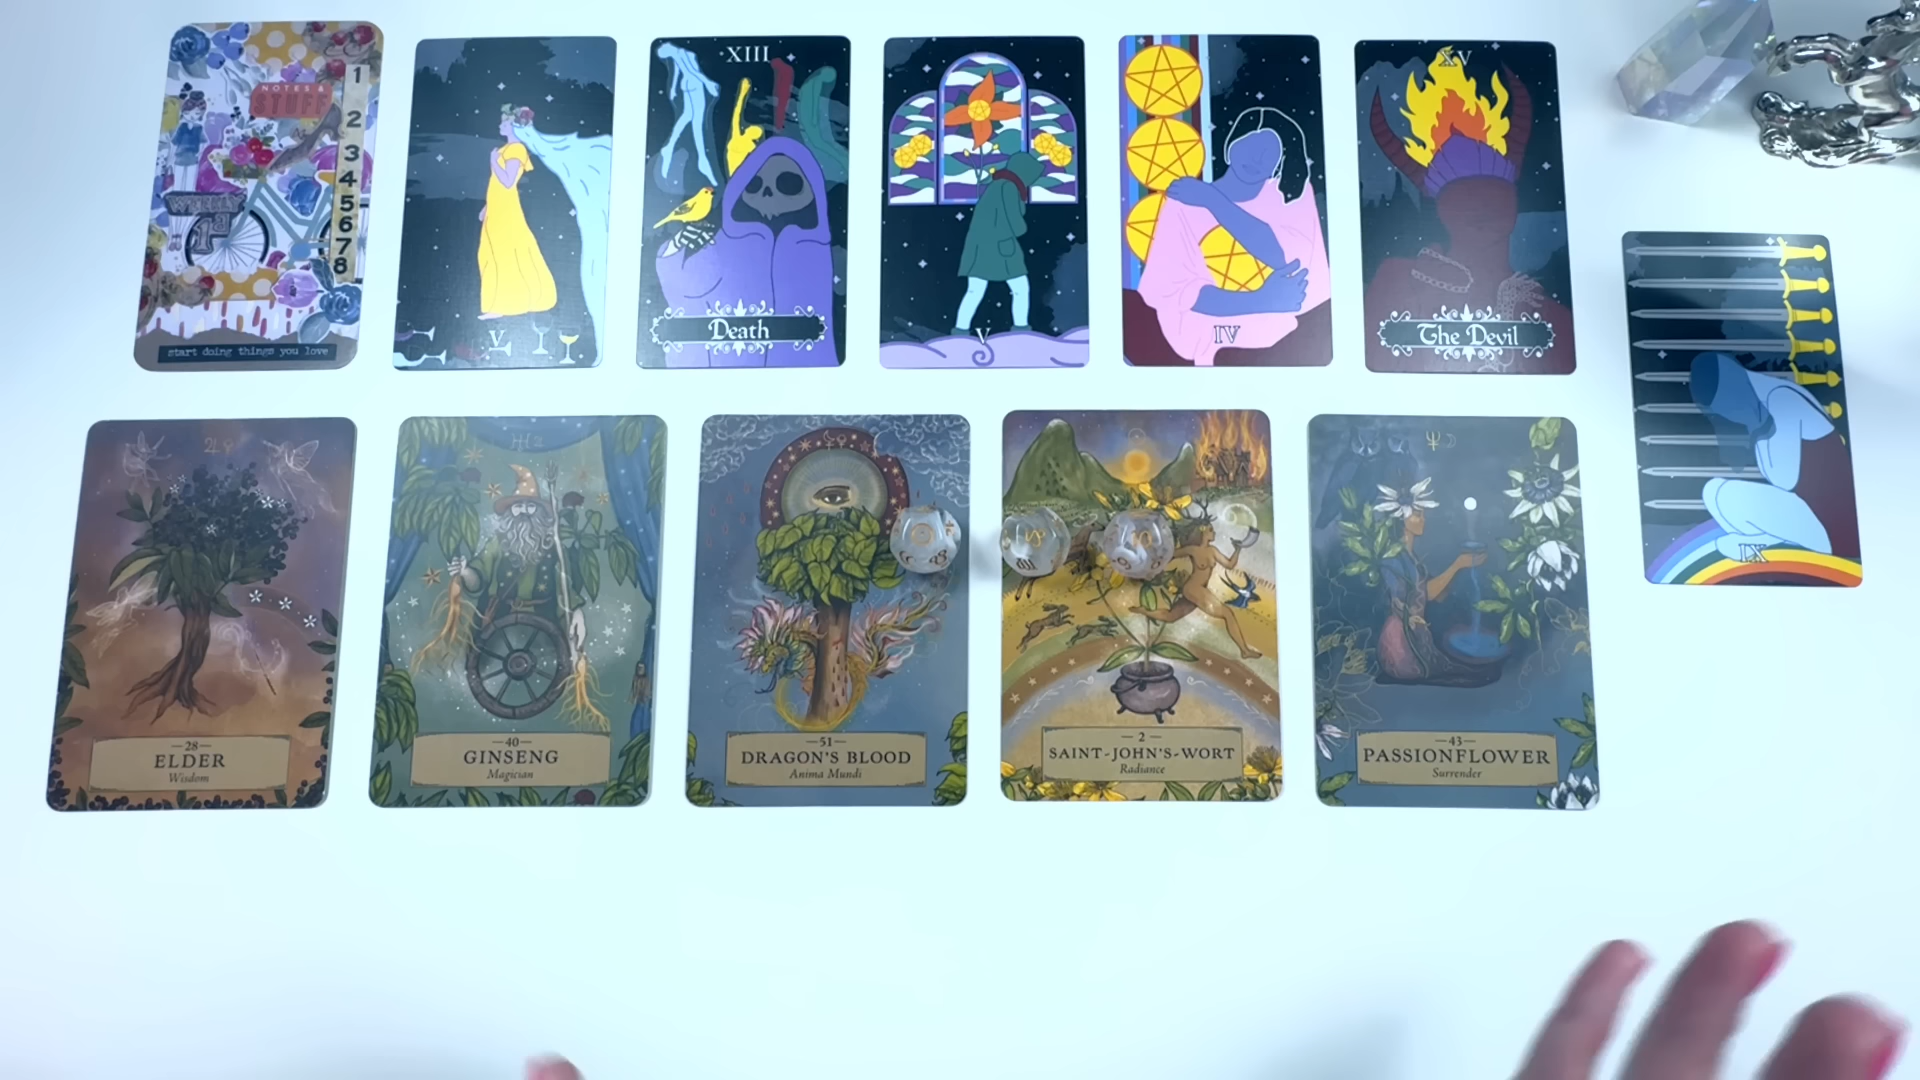 NOTES &
STUFF
1
2
3
4
5
6
7
8
WEEKLY
start doing things you love
V
XIII
Death
V
IV
XV
The Devil
IX
—28—
ELDER
Wisdom
—40—
GINSENG
Magician
—51—
DRAGON'S BLOOD
Anima Mundi
—2—
SAINT-JOHN'S-WORT
Radiance
—43—
PASSIONFLOWER
Surrender